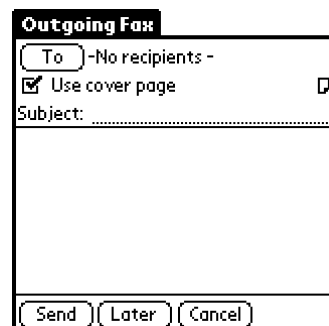 Outgoing Fax
To -No recipients -
Use cover page
Subject:
Send Later Cancel